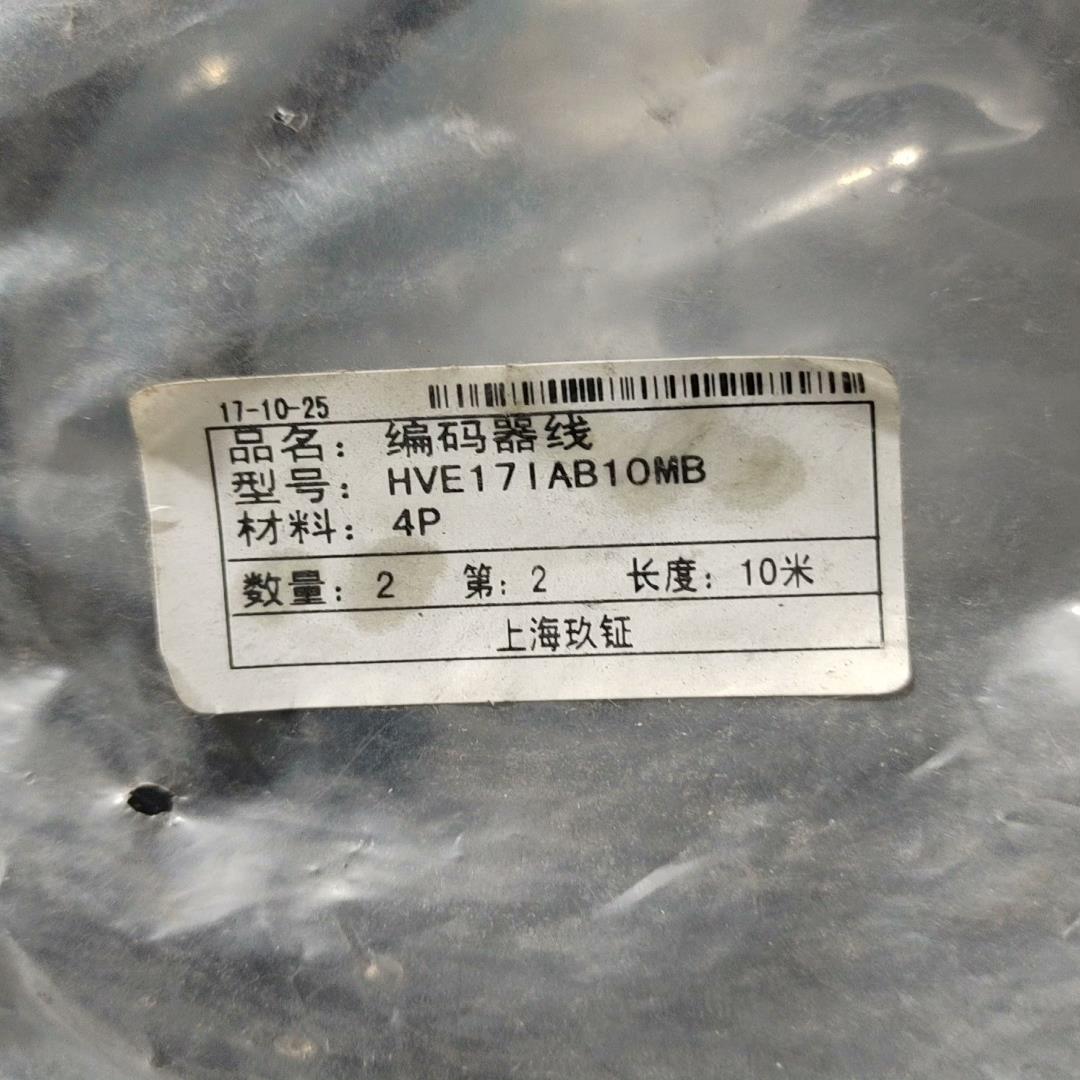 17-10-25
品名： 编码器线
型号： HVE17IAB10MB
材料： 4P
数量： 2 第：2 长度：10米
上海玖钲